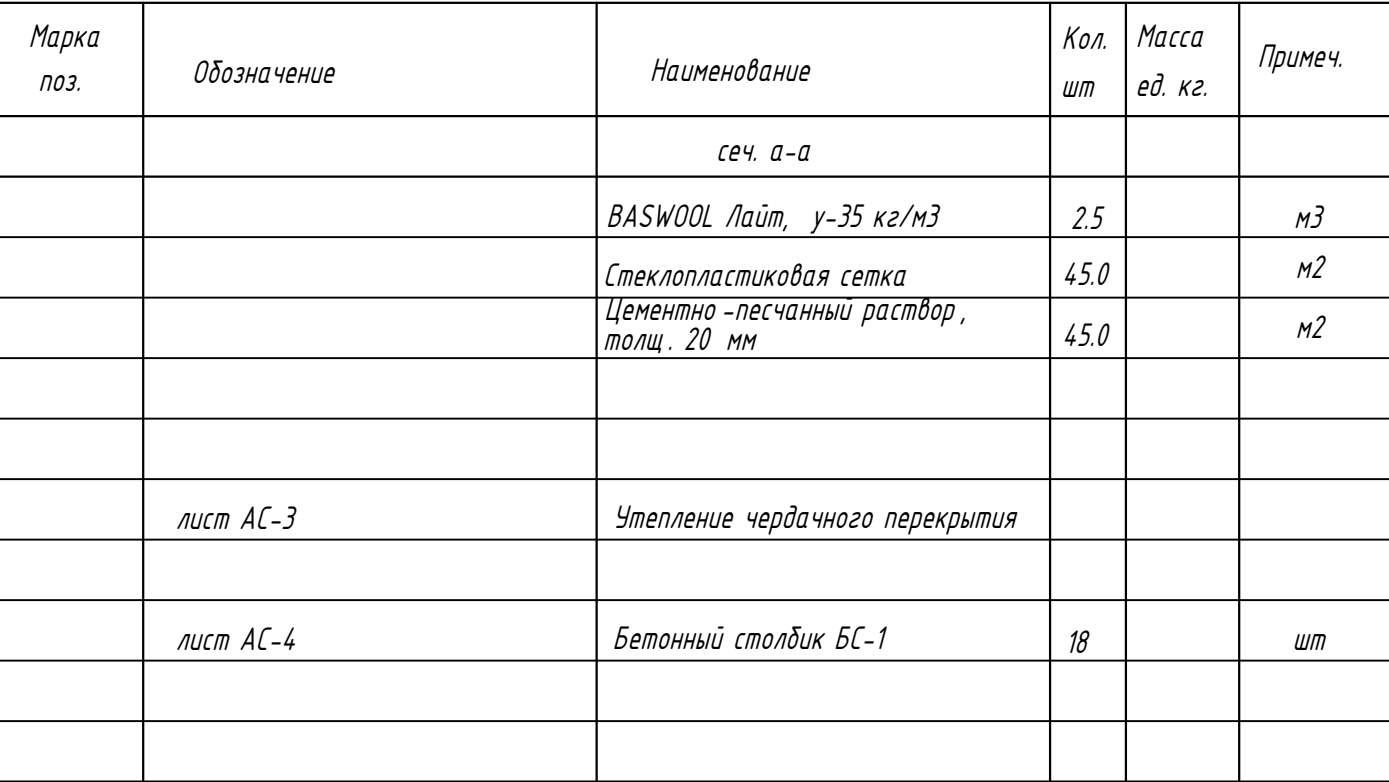 Марка поз. Обозначение Наименование Кол. шт Масса ед. кг. Примеч.
сеч. а-а
BASWOOL Лайт, у-35 кг/м3 2.5 м3
Стеклопластиковая сетка 45.0 м2
Цементно -песчанный раствор,
толщ. 20 мм 45.0 м2
лист АС-3 Утепление чердачного перекрытия
лист АС-4 Бетонный столбик БС-1 18 шт